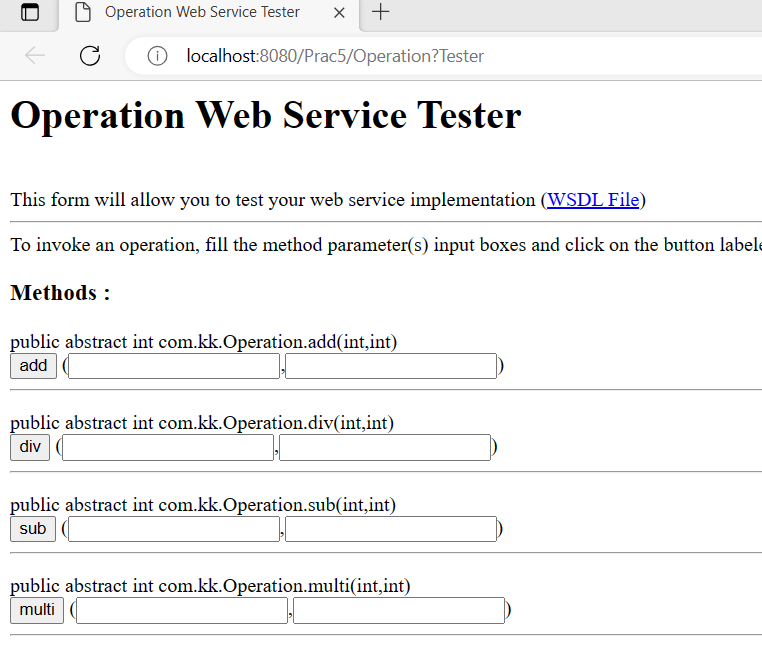 Operation Web Service Tester
localhost:8080/Prac5/Operation?Tester
Operation Web Service Tester
This form will allow you to test your web service implementation (WSDL File)
To invoke an operation, fill the method parameter(s) input boxes and click on the button labele
Methods :
public abstract int com.kk.Operation.add(int,int)
add ( , )
public abstract int com.kk.Operation.div(int,int)
div ( , )
public abstract int com.kk.Operation.sub(int,int)
sub ( , )
public abstract int com.kk.Operation.multi(int,int)
multi ( , )